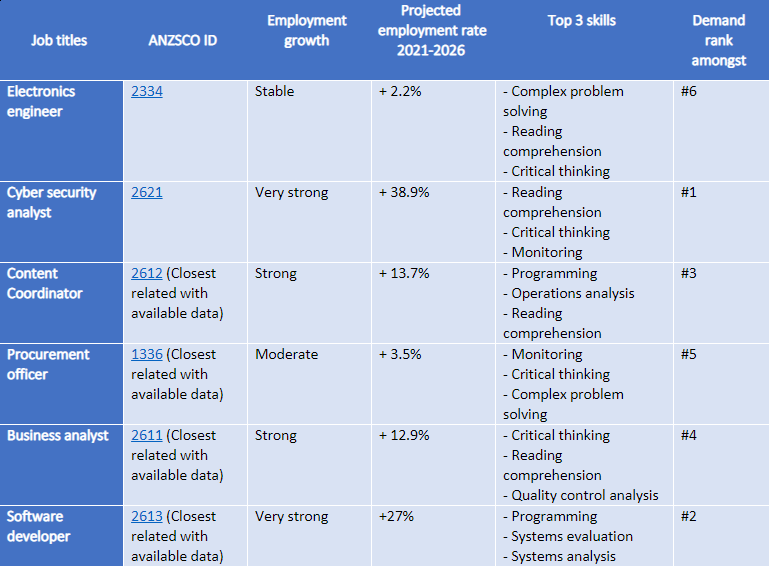 Job titles
ANZSCO ID
Employment
growth
Projected
employment rate
2021-2026
Top 3 skills
Demand
rank
amongst
Electronics
engineer
2334
Stable
+ 2.2%
- Complex problem
solving
- Reading
comprehension
- Critical thinking
#6
Cyber security
analyst
2621
Very strong
+ 38.9%
- Reading
comprehension
- Critical thinking
- Monitoring
#1
Content
Coordinator
2612 (Closest
related with
available data)
Strong
+ 13.7%
- Programming
- Operations analysis
- Reading
comprehension
#3
Procurement
officer
1336 (Closest
related with
available data)
Moderate
+ 3.5%
- Monitoring
- Critical thinking
- Complex problem
solving
#5
Business analyst
2611 (Closest
related with
available data)
Strong
+ 12.9%
- Critical thinking
- Reading
comprehension
- Quality control analysis
#4
Software
developer
2613 (Closest
related with
available data)
Very strong
+27%
- Programming
- Systems evaluation
- Systems analysis
#2